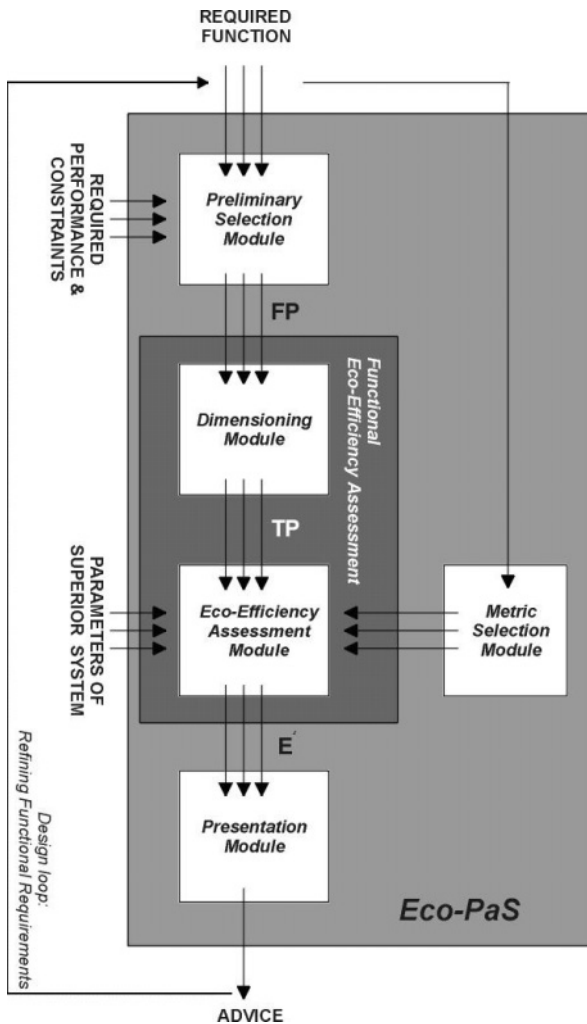 REQUIRED
FUNCTION
REQUIRED
PERFORMANCE &
CONSTRAINTS
Preliminary
Selection
Module
FP
Functional
Eco-Efficiency Assessment
Dimensioning
Module
TP
PARAMETERS OF
SUPERIOR SYSTEM
Eco-Efficiency
Assessment
Module
Metric
Selection
Module
E'
Design loop:
Refining Functional Requirements
Presentation
Module
Eco-PaS
ADVICE